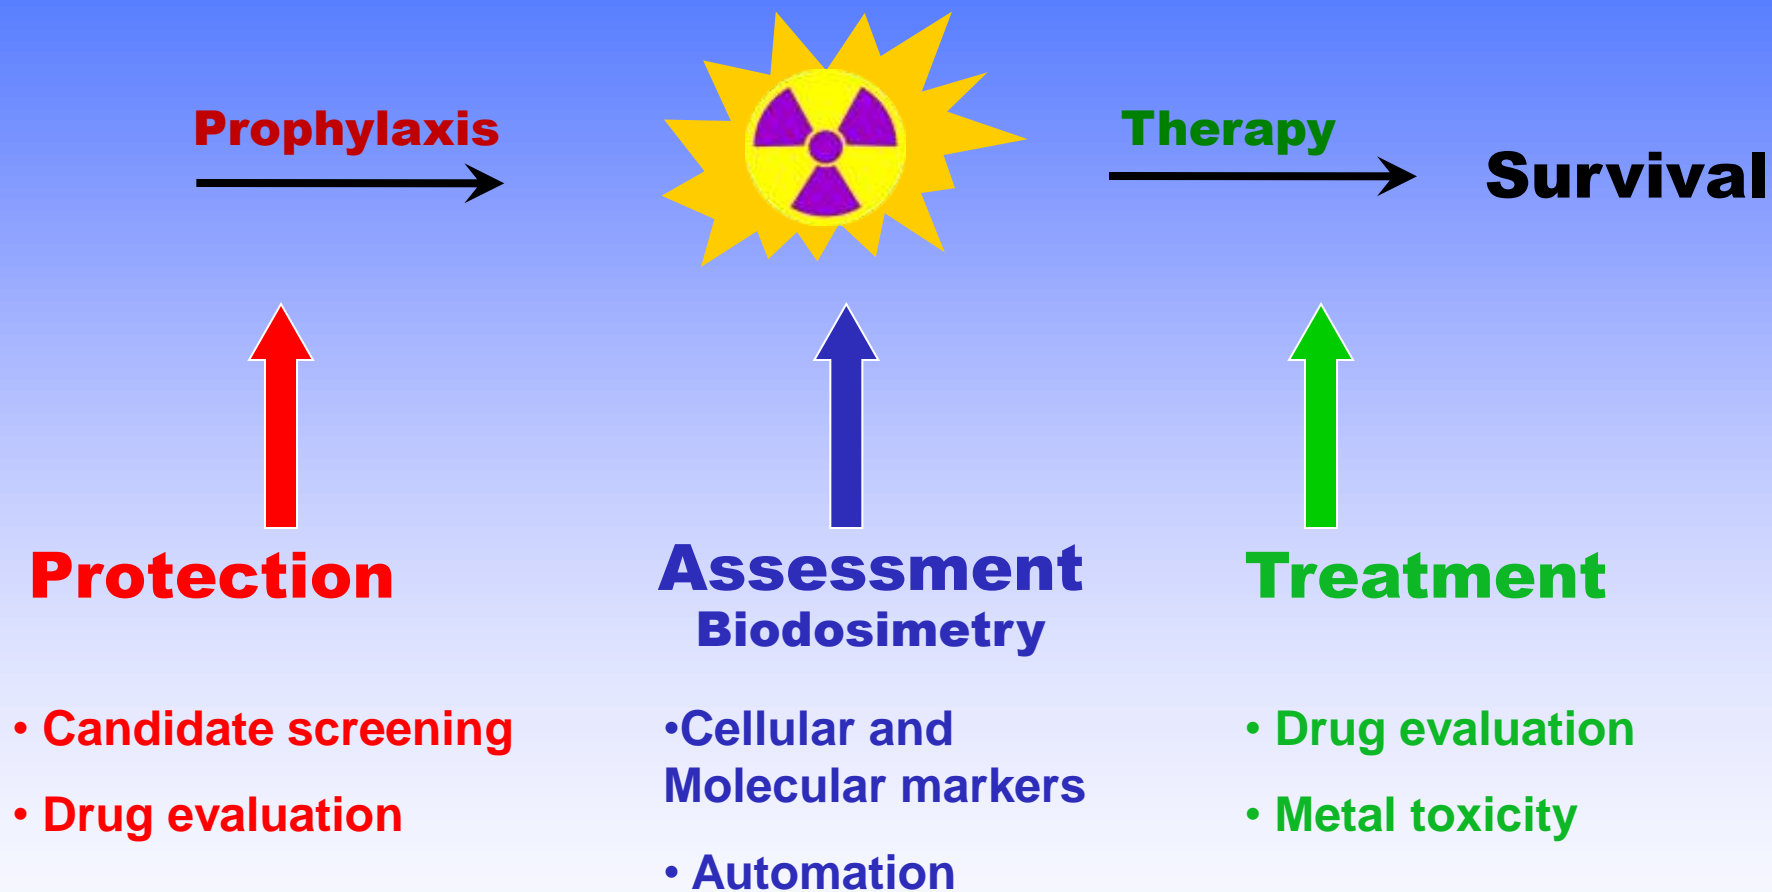 Prophylaxis
Therapy
Survival
Protection
• Candidate screening
• Drug evaluation
Assessment
Biodosimetry
•Cellular and
Molecular markers
• Automation
Treatment
• Drug evaluation
• Metal toxicity